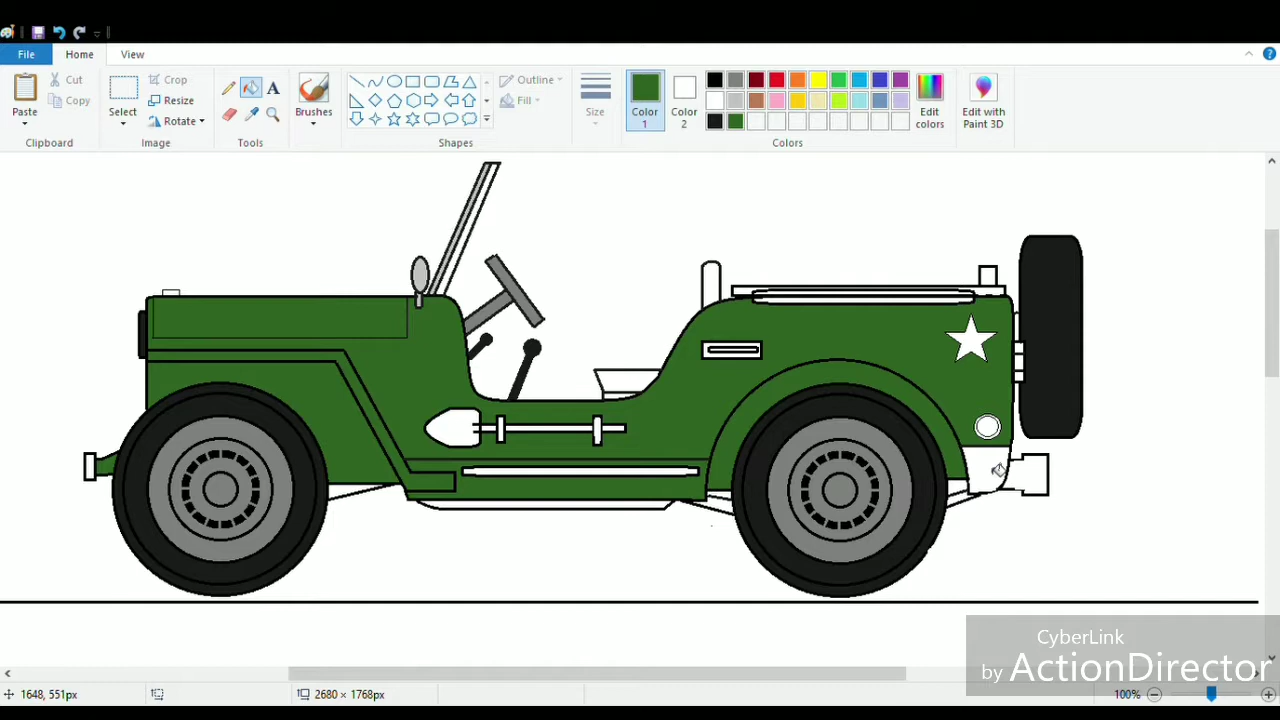 File
Home
View
Paste
Cut
Copy
Clipboard
Select
Crop
Resize
Rotate
Image
A
Tools
Brushes
Outline
Fill
Shapes
Size
Color
1
Color
2
Edit
colors
Colors
Edit with
Paint 3D
?
CyberLink
by ActionDirector
1648, 551px
2680 × 1768px
100%